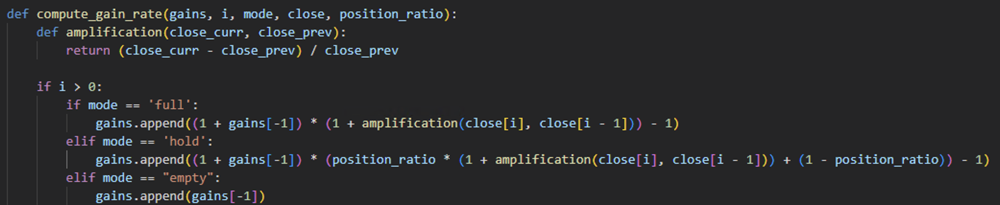 def compute_gain_rate(gains, i, mode, close, position_ratio):
    def amplification(close_curr, close_prev):
        return (close_curr - close_prev) / close_prev

    if i > 0:
        if mode == 'full':
            gains.append((1 + gains[-1]) * (1 + amplification(close[i], close[i - 1])) - 1)
        elif mode == 'hold':
            gains.append((1 + gains[-1]) * (position_ratio * (1 + amplification(close[i], close[i - 1])) + (1 - position_ratio)) - 1)
        elif mode == "empty":
            gains.append(gains[-1])